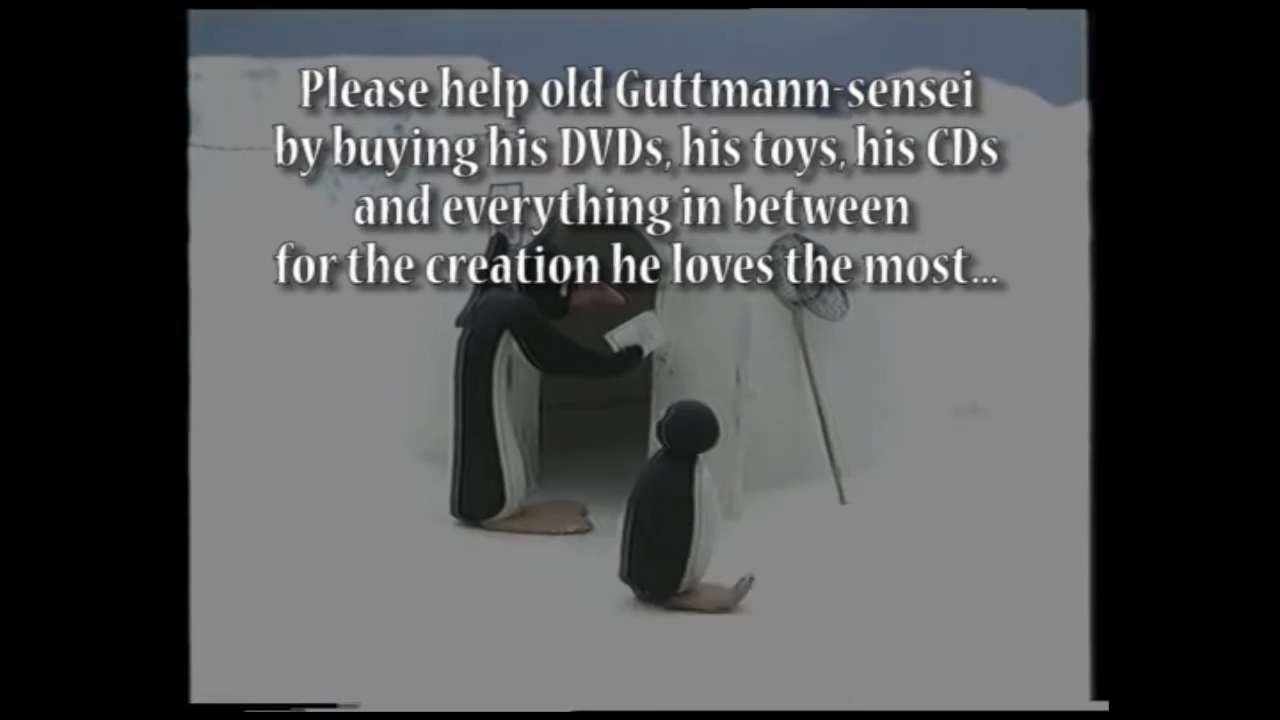 Please help old Guttmann-sensei
by buying his DVDs, his toys, his CDs
and everything in between
for the creation he loves the most...